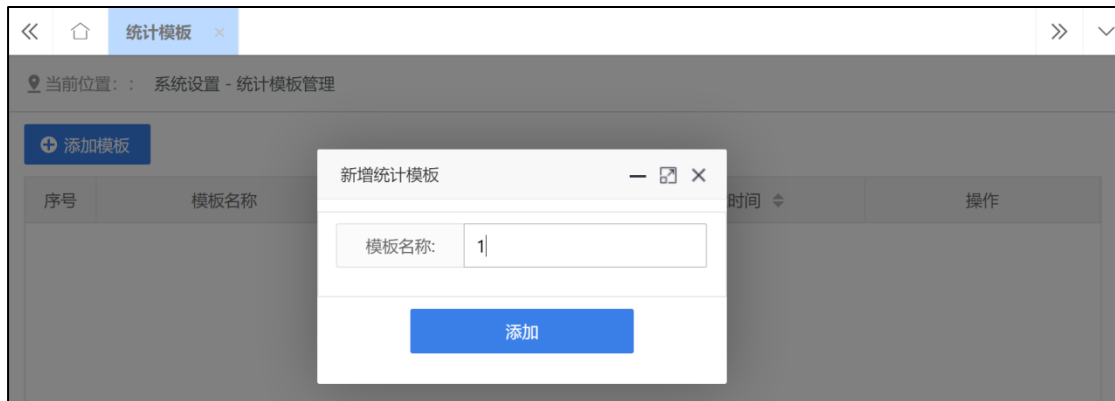 统计模板
当前位置：： 系统设置 - 统计模板管理
添加模板
新增统计模板
序号 模板名称 时间 操作
模板名称: 1
添加